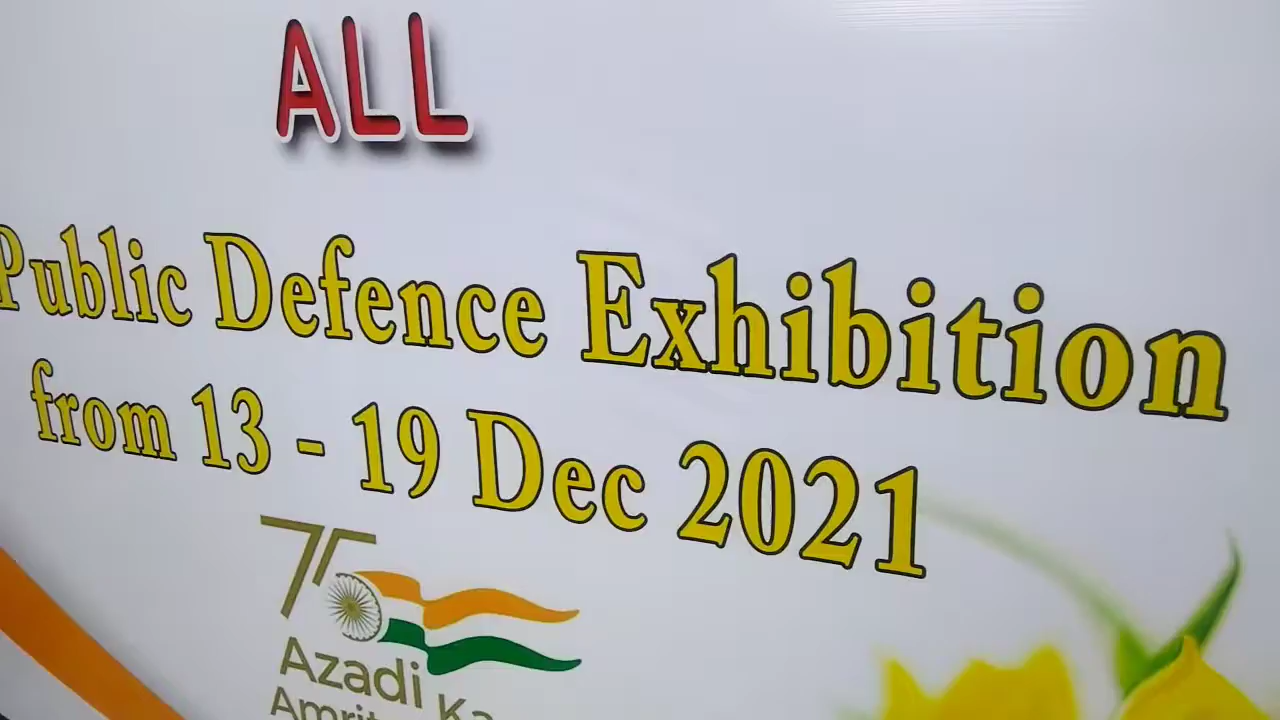 ALL
Public Defence Exhibition
from 13 - 19 Dec 2021
75
Azadi Ka
Amrit